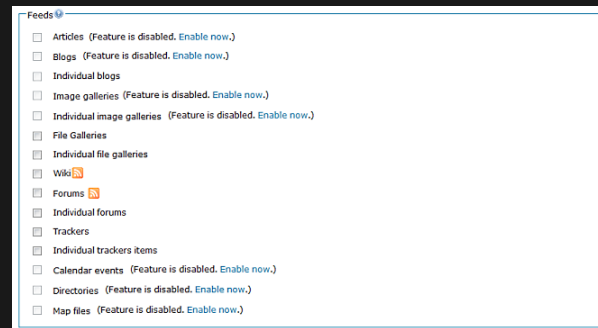 Feeds
Articles (Feature is disabled. Enable now.)
Blogs (Feature is disabled. Enable now.)
Individual blogs
Image galleries (Feature is disabled. Enable now.)
Individual image galleries (Feature is disabled. Enable now.)
File Galleries
Individual file galleries
Wiki
Forums
Individual forums
Trackers
Individual trackers items
Calendar events (Feature is disabled. Enable now.)
Directories (Feature is disabled. Enable now.)
Map files (Feature is disabled. Enable now.)